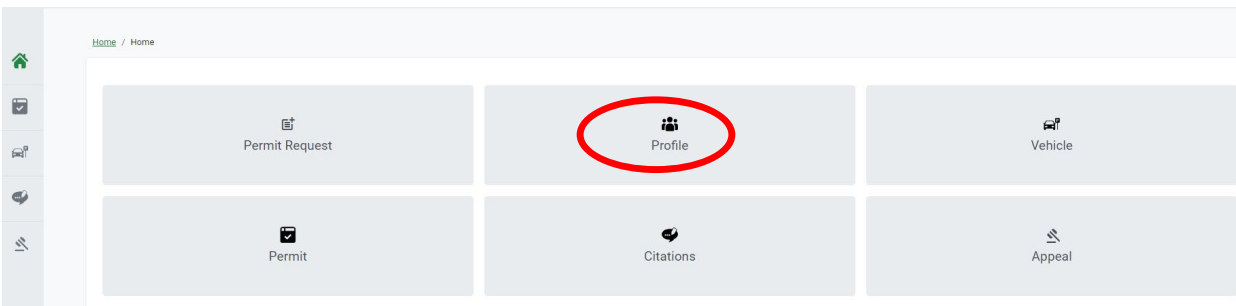 Home / Home
Permit Request
Profile
Vehicle
Permit
Citations
Appeal